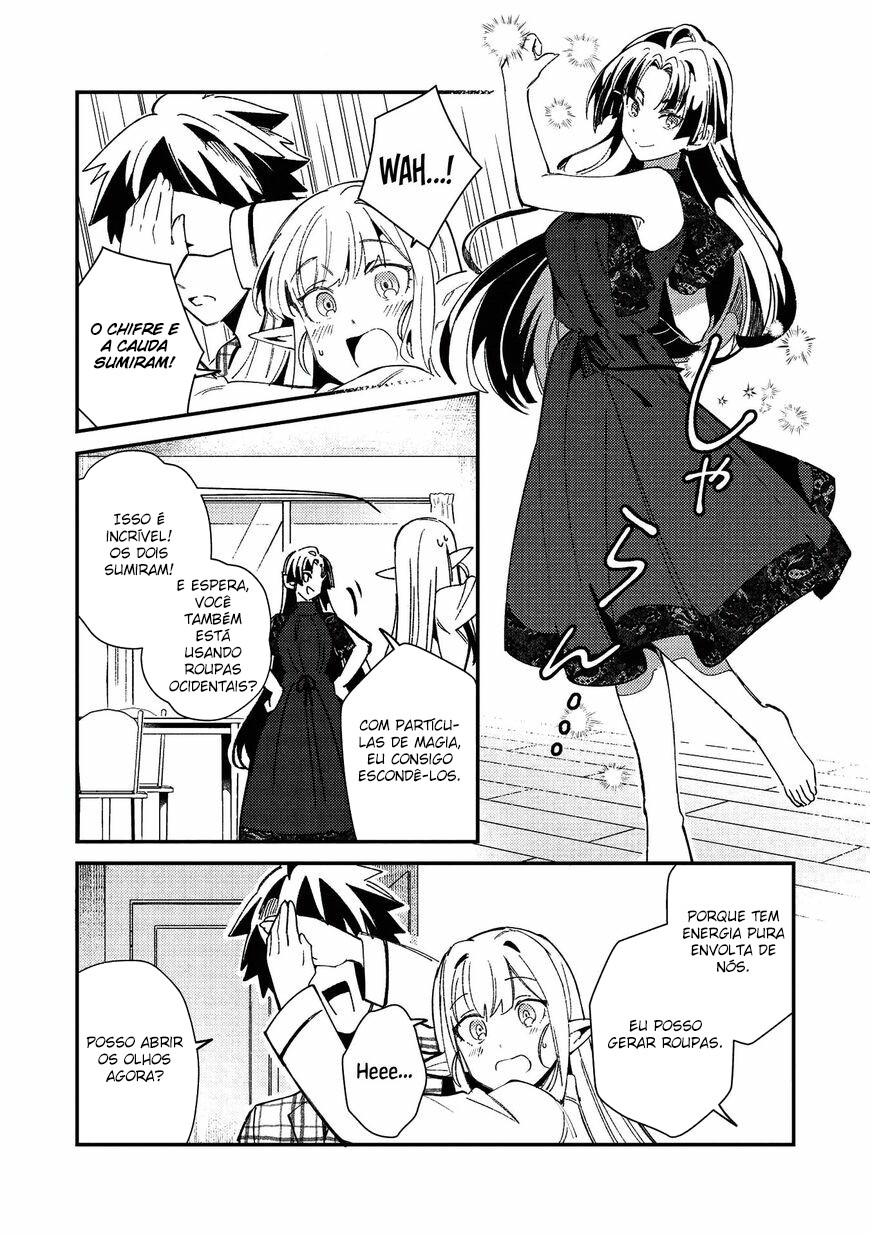 WAH...!
O CHIFRE E
A CAUDA
SUMIRAM!
しゃらん。。。
ISSO É
INCRÍVEL!
OS DOIS
SUMIRAM!
E ESPERA,
VOCÊ
TAMBÉM
ESTÁ
USANDO
ROUPAS
OCIDENTAIS?
COM PARTÍCU-
LAS DE MAGIA,
EU CONSIGO
ESCONDÊ-LOS.
PORQUE TEM
ENERGIA PURA
ENVOLTA DE
NÓS.
EU POSSO
GERAR ROUPAS.
Heee...
POSSO ABRIR
OS OLHOS
AGORA?